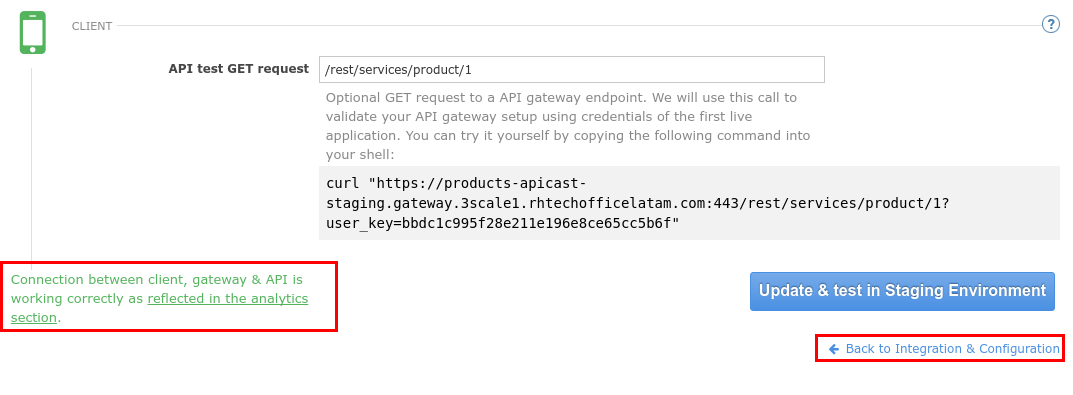 CLIENT
?
API test GET request
/rest/services/product/1
Optional GET request to a API gateway endpoint. We will use this call to
validate your API gateway setup using credentials of the first live
application. You can try it yourself by copying the following command into
your shell:
curl "https://products-apicast-
staging.gateway.3scale1.rhtechofficelatam.com:443/rest/services/product/1?
user_key=bbdc1c995f28e211e196e8ce65cc5b6f"
Connection between client, gateway & API is
working correctly as reflected in the analytics
section.
Update & test in Staging Environment
Back to Integration & Configuration